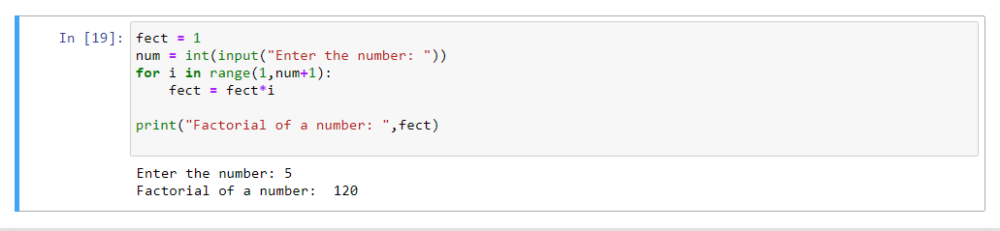 In [19]: fect = 1
num = int(input("Enter the number: "))
for i in range(1,num+1):
    fect = fect*i
print("Factorial of a number: ",fect)
Enter the number: 5
Factorial of a number:  120